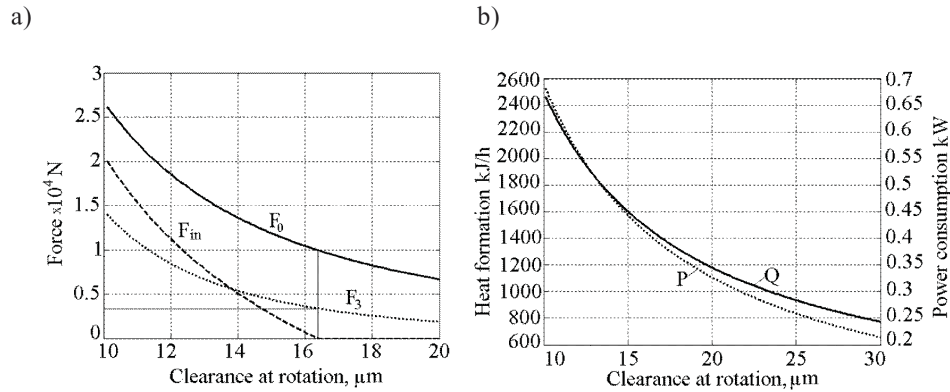 a)
b)
Force x10⁴ N
3
2.5
2
1.5
1
0.5
0
F0
Fin
F3
10 12 14 16 18 20
Clearance at rotation, µm
Heat formation kJ/h
2600
2400
2200
2000
1800
1600
1400
1200
1000
800
600
P
Q
0.7
0.65
0.6
0.55
0.5
0.45
0.4
0.35
0.3
0.25
0.2
Power consumption kW
10 15 20 25 30
Clearance at rotation, µm